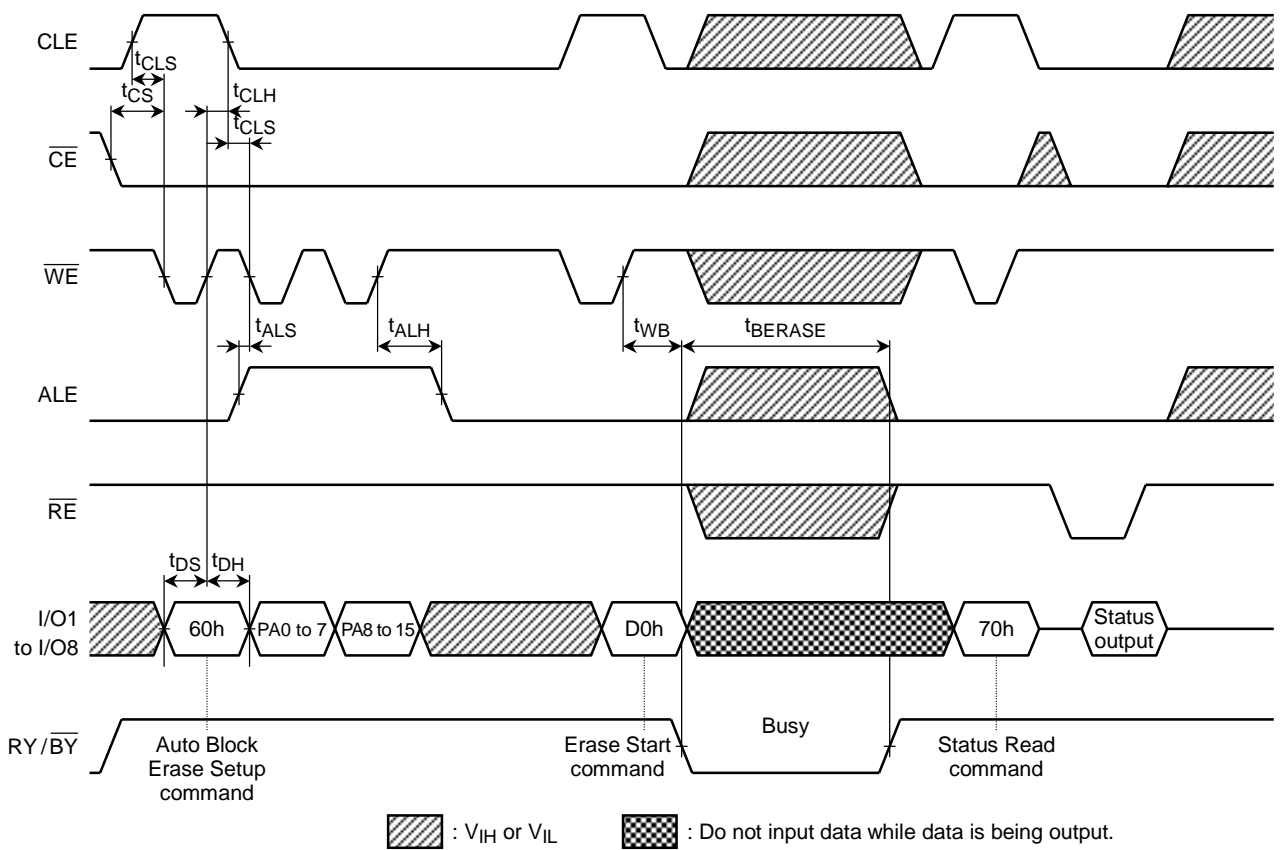 CLE
tCLS
tCS
tCLH
tCLS
CE
WE
tALS
tALH
tWB
tBERASE
ALE
RE
tDS
tDH
I/O1
to I/O8
60h
PA0 to 7
PA8 to 15
D0h
70h
Status
output
RY/BY
Busy
Auto Block
Erase Setup
command
Erase Start
command
Status Read
command
: VIH or VIL
: Do not input data while data is being output.